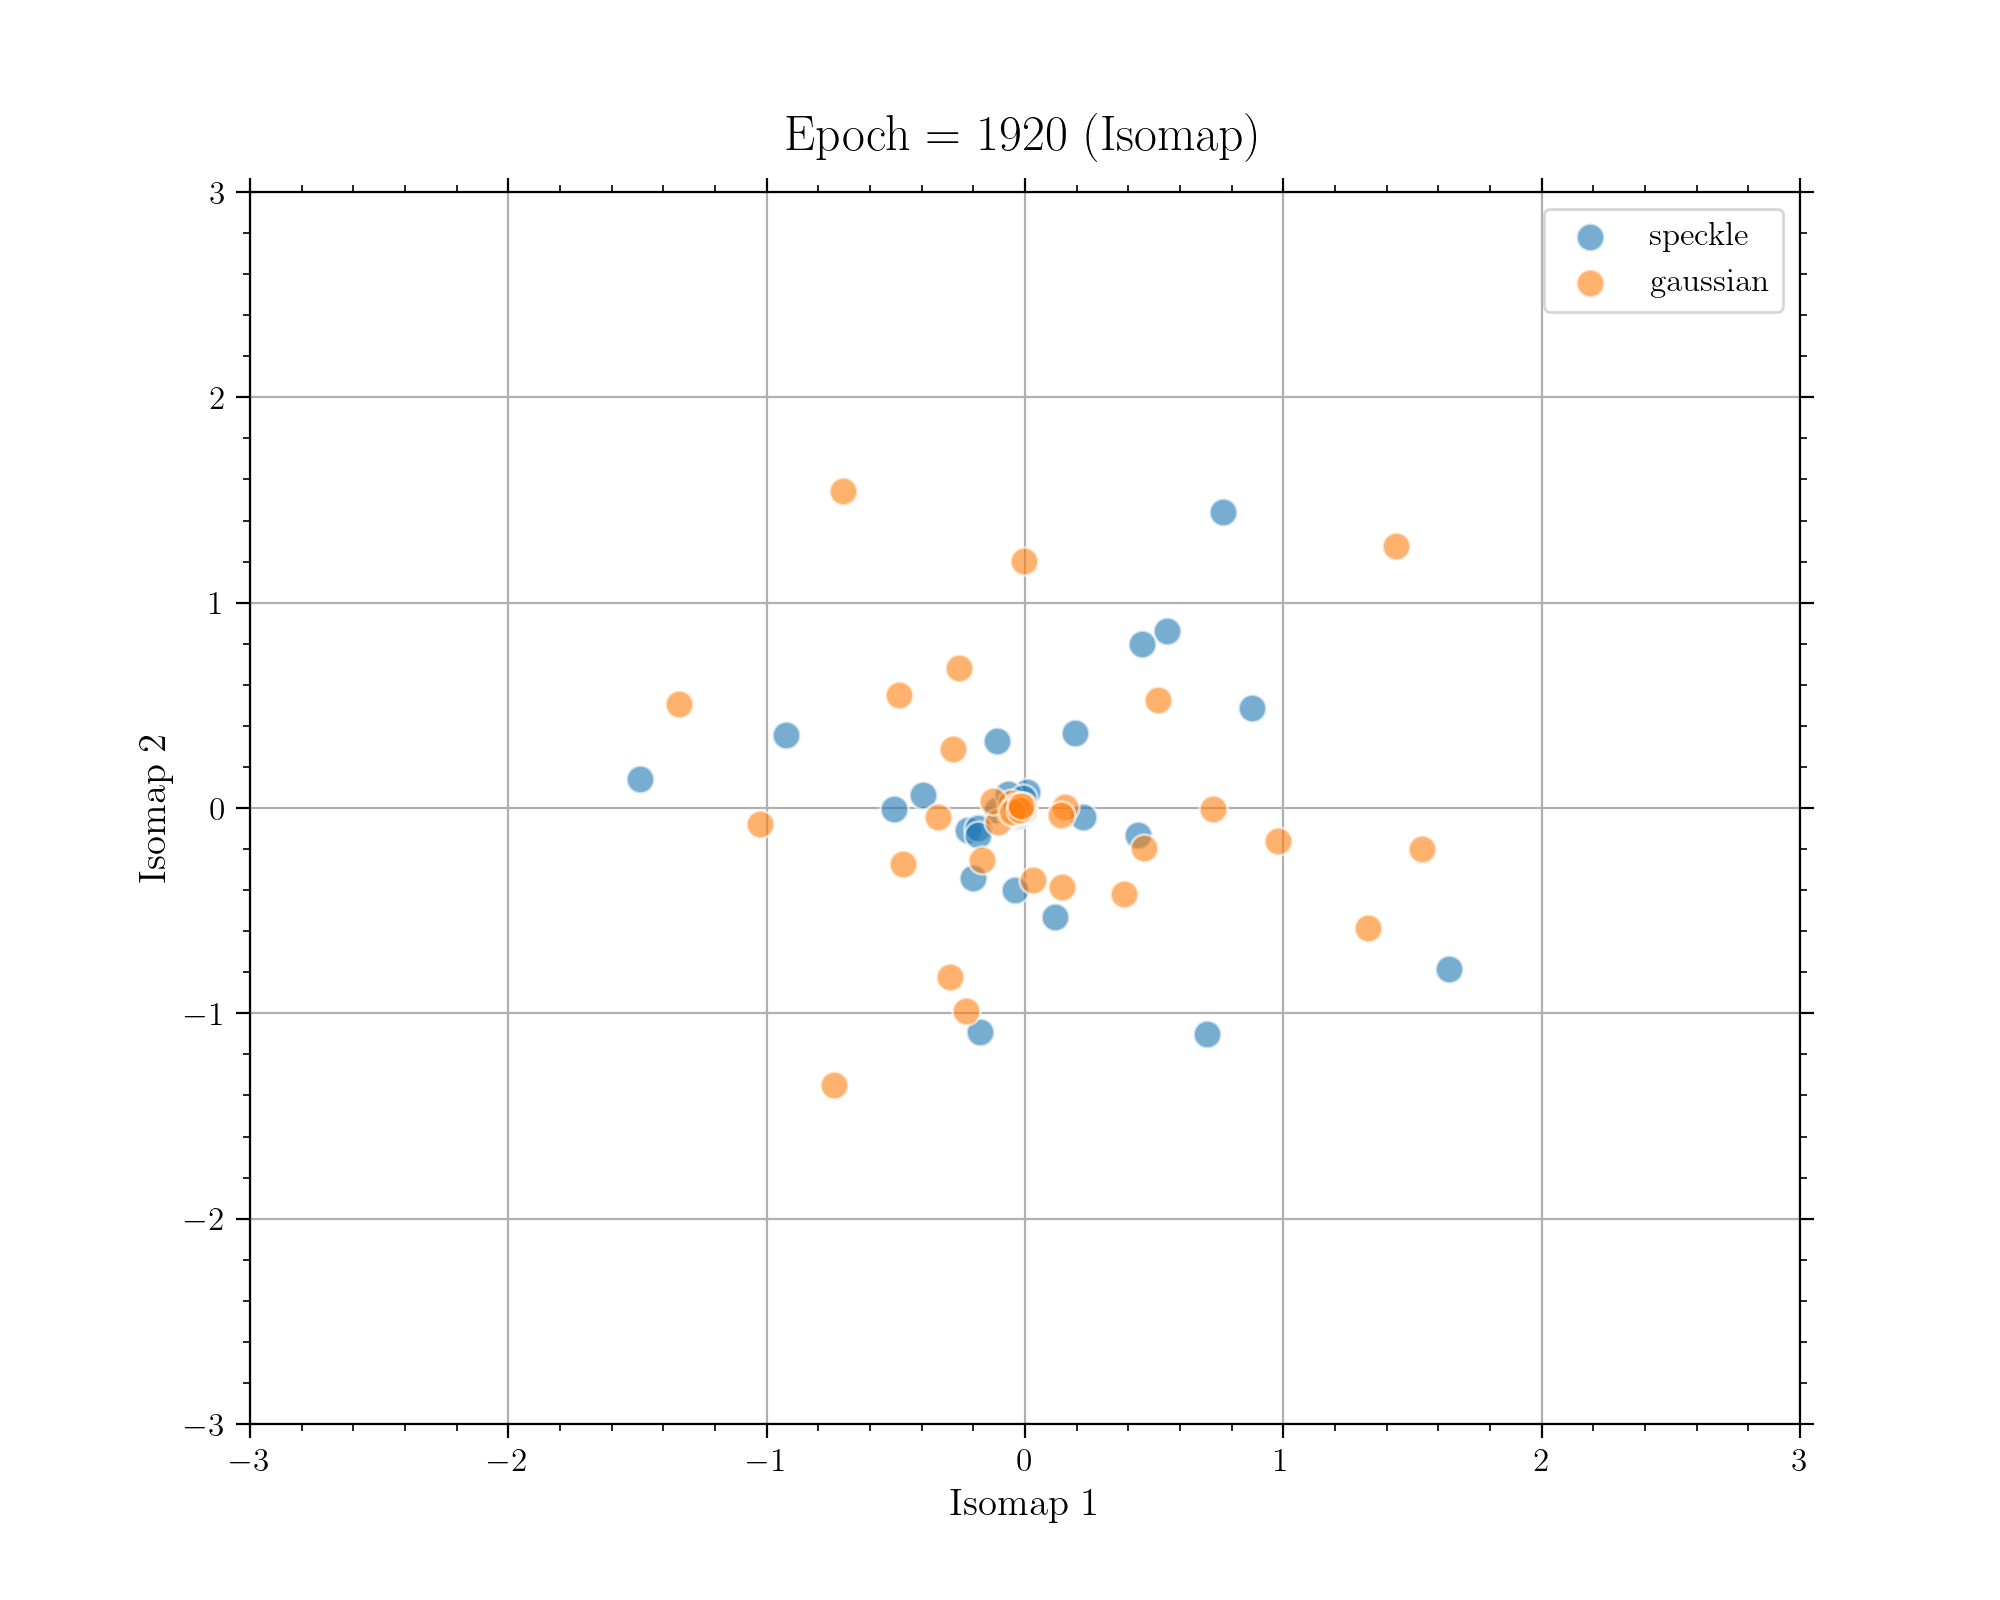 Epoch = 1920 (Isomap)
speckle
gaussian
3
2
1
0
−1
−2
−3
Isomap 2
−3
−2
−1
0
1
2
3
Isomap 1